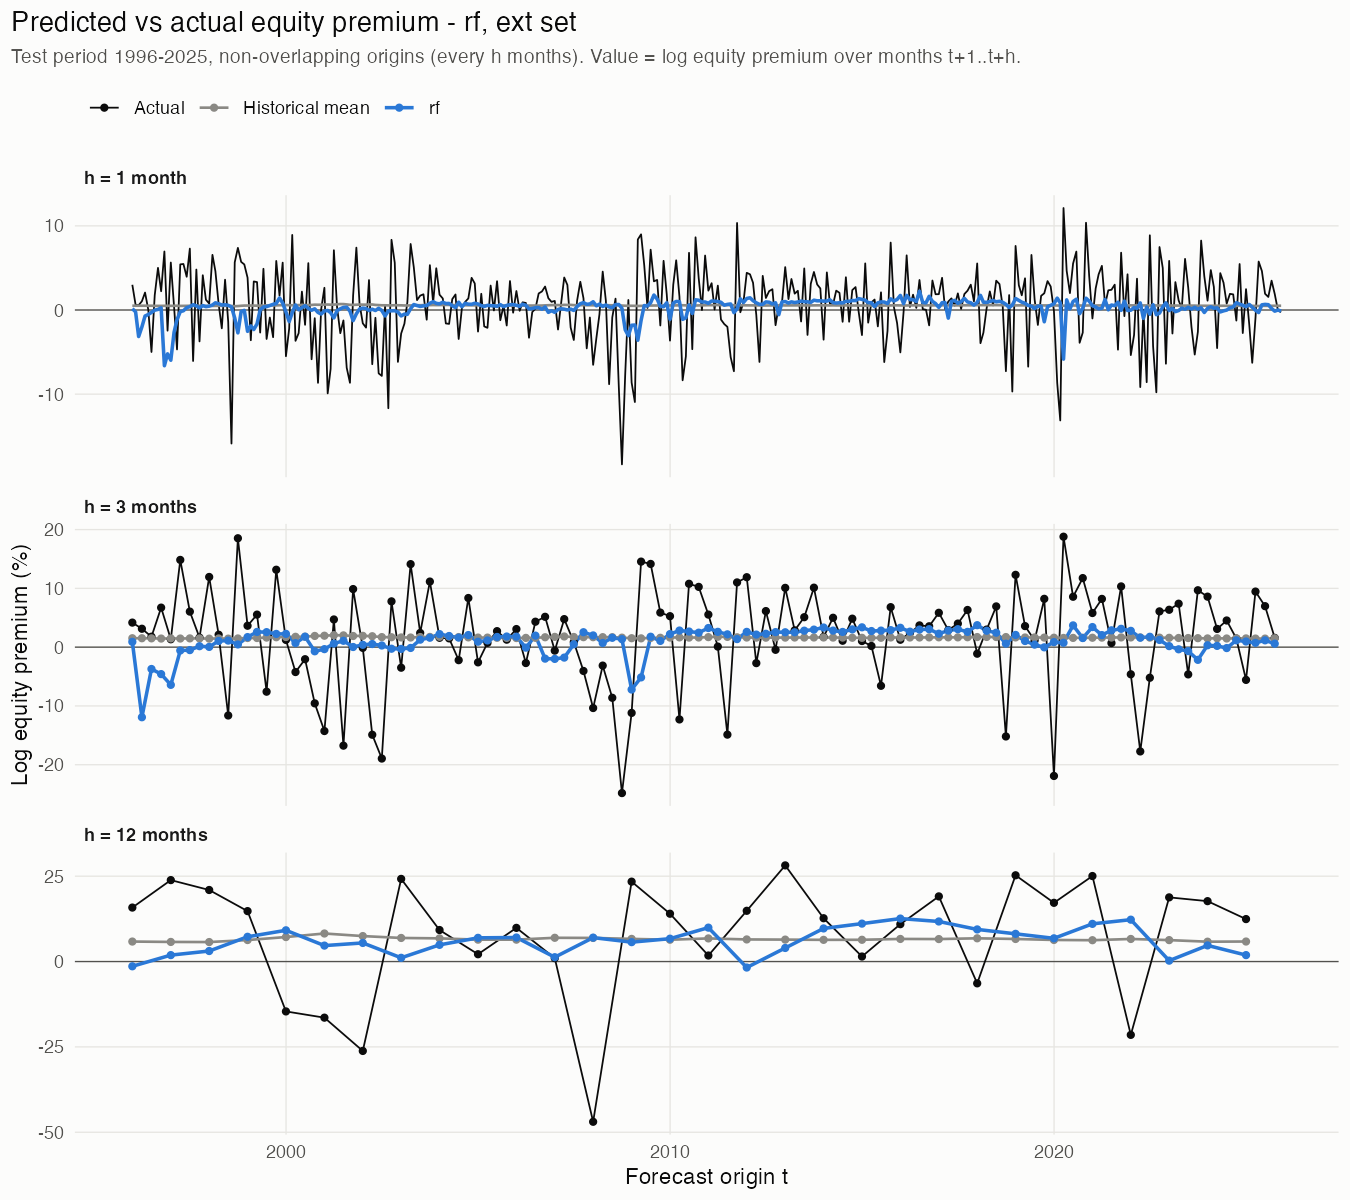 Predicted vs actual equity premium - rf, ext set
Test period 1996-2025, non-overlapping origins (every h months). Value = log equity premium over months t+1..t+h.
Actual Historical mean rf
h = 1 month
10
0
-10
h = 3 months
20
10
0
-10
-20
h = 12 months
25
0
-25
-50
Log equity premium (%)
2000 2010 2020
Forecast origin t